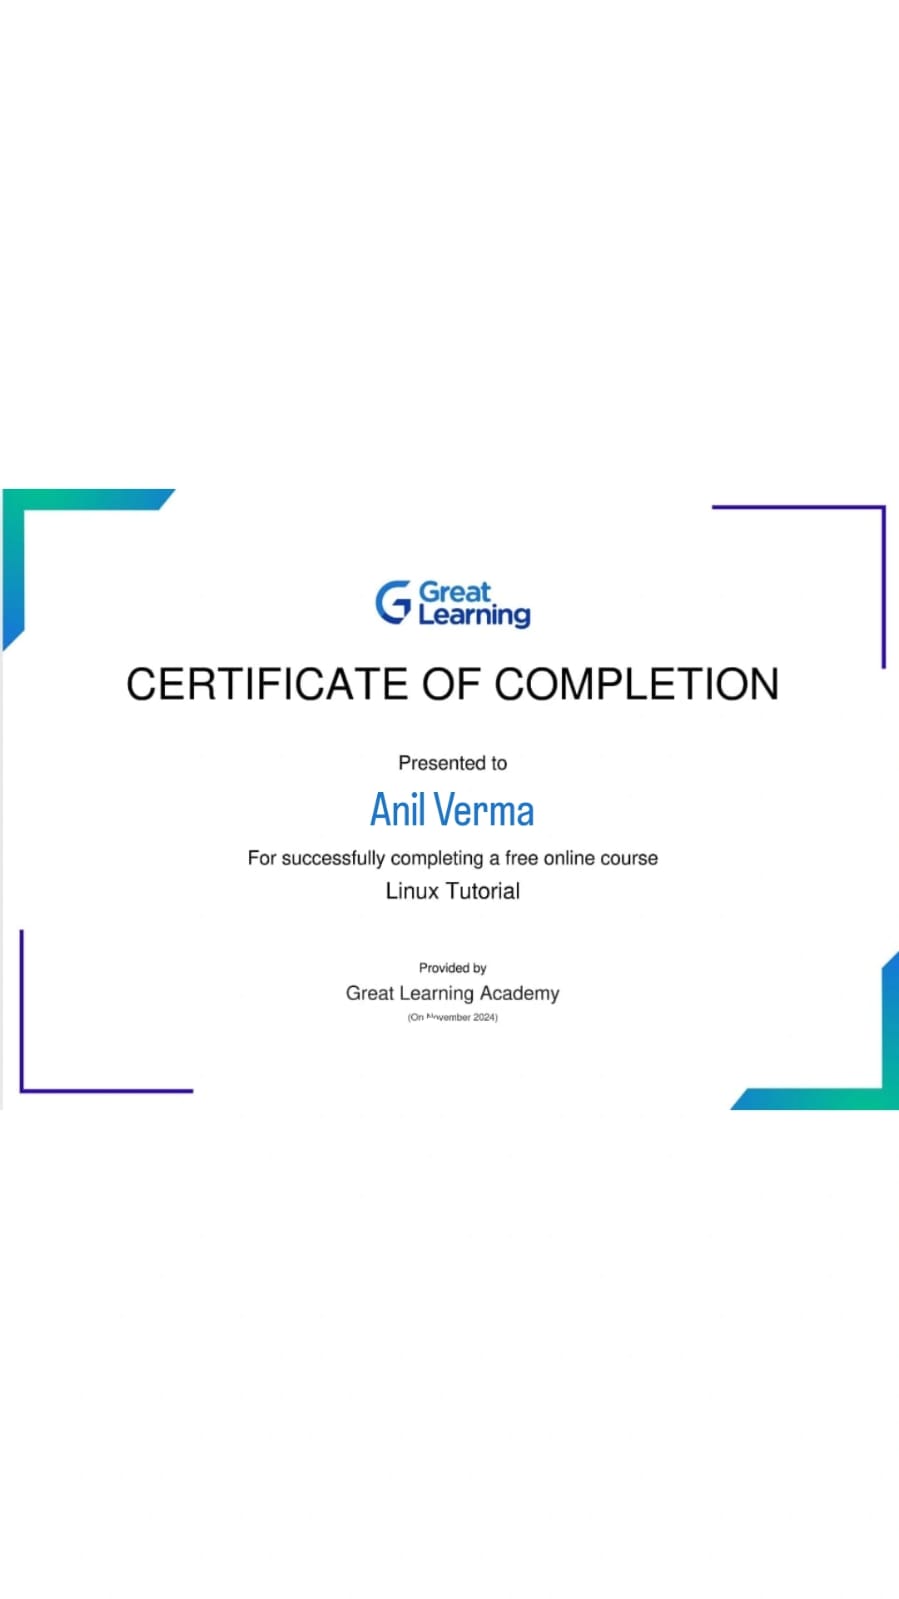 Great
Learning
CERTIFICATE OF COMPLETION
Presented to
Anil Verma
For successfully completing a free online course
Linux Tutorial
Provided by
Great Learning Academy
(On November 2024)